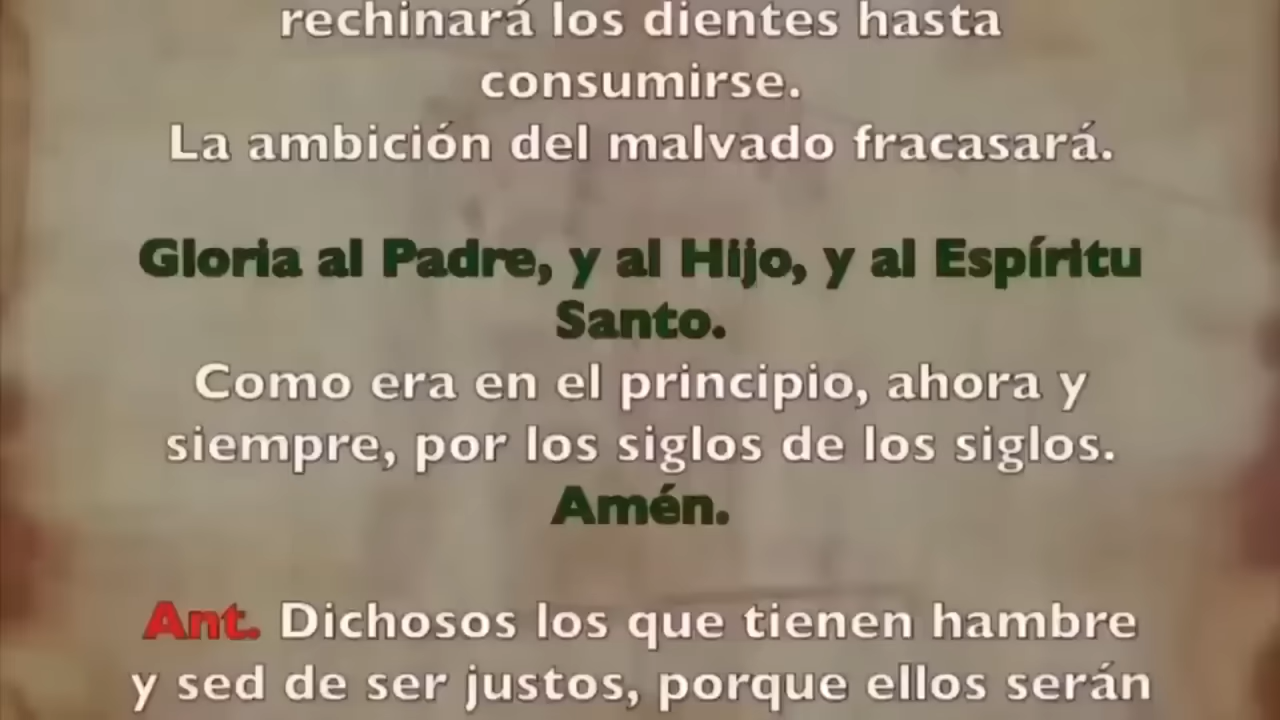 rechinará los dientes hasta
consumirse.
La ambición del malvado fracasará.
Gloria al Padre, y al Hijo, y al Espíritu
Santo.
Como era en el principio, ahora y
siempre, por los siglos de los siglos.
Amén.
Ant. Dichosos los que tienen hambre
y sed de ser justos, porque ellos serán